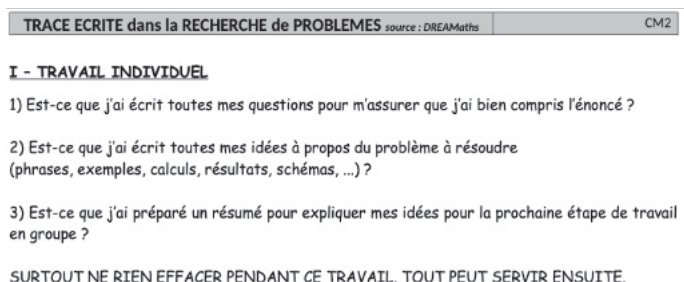 TRACE ECRITE dans la RECHERCHE de PROBLEMES source : DREAMaths CM2
I - TRAVAIL INDIVIDUEL
1) Est-ce que j'ai écrit toutes mes questions pour m'assurer que j'ai bien compris l'énoncé ?
2) Est-ce que j'ai écrit toutes mes idées à propos du problème à résoudre
(phrases, exemples, calculs, résultats, schémas, ...) ?
3) Est-ce que j'ai préparé un résumé pour expliquer mes idées pour la prochaine étape de travail
en groupe ?
SURTOUT NE RIEN EFFACER PENDANT CE TRAVAIL, TOUT PEUT SERVIR ENSUITE.